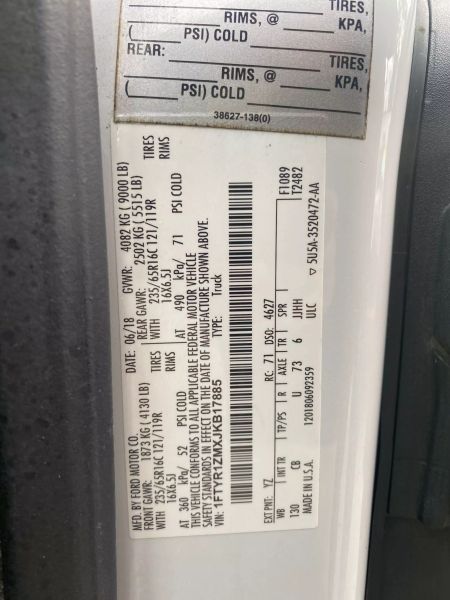 TIRES,
RIMS, @ KPA,
( PSI) COLD
REAR: TIRES,
RIMS, @ KPA,
( PSI) COLD
38627-138(0)
MFD. BY FORD MOTOR CO.
DATE: 06/18 GVWR: 4082 KG ( 9000 LB)
FRONT GAWR: 1873 KG ( 4130 LB) REAR GAWR: 2502 KG ( 5515 LB)
WITH 235/65R16C 121/119R TIRES WITH 235/65R16C 121/119R TIRES
16X6.5J RIMS 16X6.5J RIMS
AT 360 kPa/ 52 PSI COLD AT 490 kPa/ 71 PSI COLD
THIS VEHICLE CONFORMS TO ALL APPLICABLE FEDERAL MOTOR VEHICLE
SAFETY STANDARDS IN EFFECT ON THE DATE OF MANUFACTURE SHOWN ABOVE.
VIN: 1FTYR1ZMXJKB17885 TYPE: Truck
EXT PNT: YZ RC: 71 DSO: 4627 F1089
T2482
WB INT TR TP/PS R AXLE TR SPR
130 CB U 73 6 JJHH
MADE IN U.S.A. 1201806092359 ULC ▽ 5U5A-3520472-AA